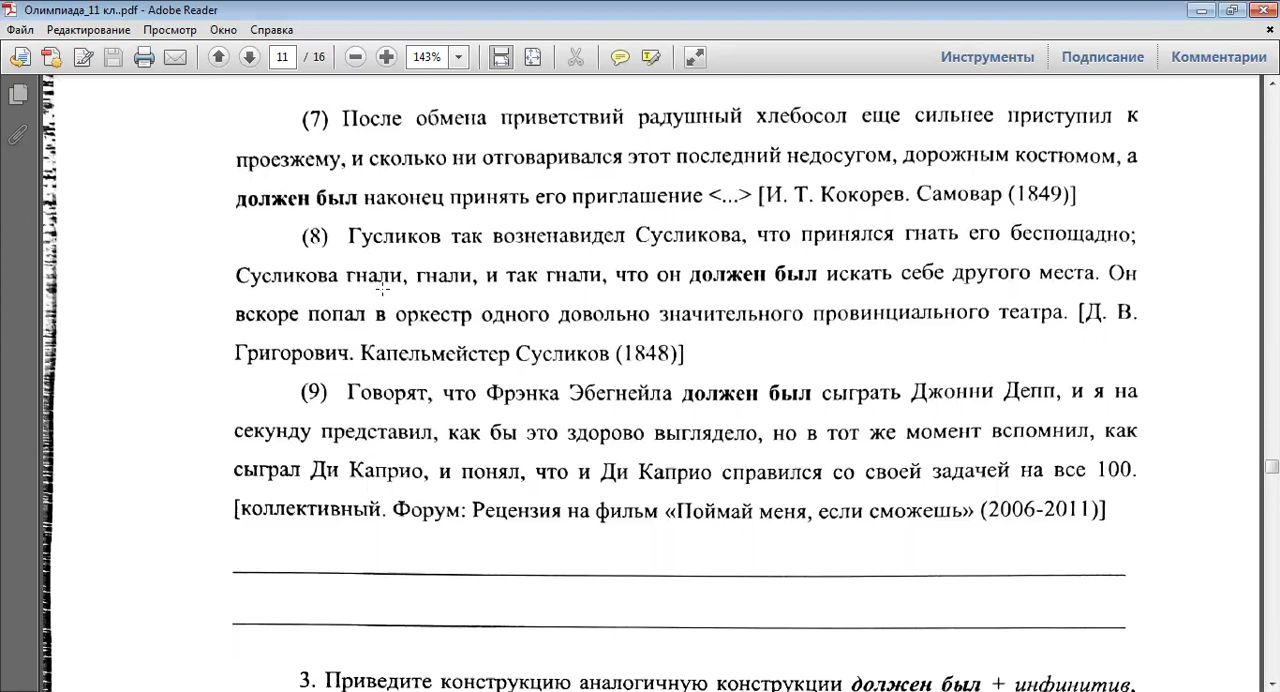 Олимпиада_11 кл..pdf - Adobe Reader
Файл Редактирование Просмотр Окно Справка
11 / 16 143% Инструменты Подписание Комментарии
(7) После обмена приветствий радушный хлебосол еще сильнее приступил к
проезжему, и сколько ни отговаривался этот последний недосугом, дорожным костюмом, а
должен был наконец принять его приглашение <...> [И. Т. Кокорев. Самовар (1849)]
(8) Гусликов так возненавидел Сусликова, что принялся гнать его беспощадно;
Сусликова гнали, гнали, и так гнали, что он должен был искать себе другого места. Он
вскоре попал в оркестр одного довольно значительного провинциального театра. [Д. В.
Григорович. Капельмейстер Сусликов (1848)]
(9) Говорят, что Фрэнка Эбегнейла должен был сыграть Джонни Депп, и я на
секунду представил, как бы это здорово выглядело, но в тот же момент вспомнил, как
сыграл Ди Каприо, и понял, что и Ди Каприо справился со своей задачей на все 100.
[коллективный. Форум: Рецензия на фильм «Поймай меня, если сможешь» (2006-2011)]
3. Приведите конструкцию аналогичную конструкции должен был + инфинитив,